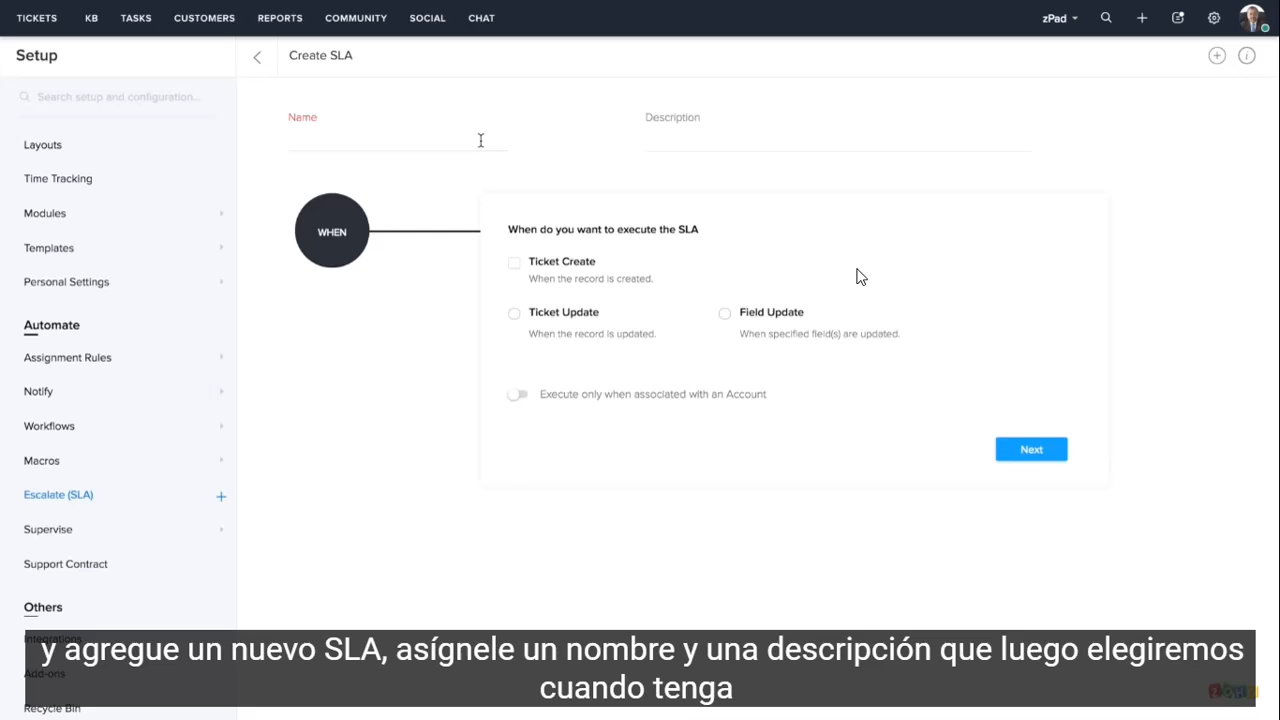 TICKETS KB TASKS CUSTOMERS REPORTS COMMUNITY SOCIAL CHAT zPad
Setup
Create SLA
Search setup and configuration...
Name
Description
Layouts
Time Tracking
Modules
Templates
Personal Settings
Automate
Assignment Rules
Notify
Workflows
Macros
Escalate (SLA)
Supervise
Support Contract
Others
Integrations
Add-ons
Recycle Bin
WHEN
When do you want to execute the SLA
Ticket Create
When the record is created.
Ticket Update
When the record is updated.
Field Update
When specified field(s) are updated.
Execute only when associated with an Account
Next
y agregue un nuevo SLA, asígnele un nombre y una descripción que luego elegiremos
cuando tenga
ZOHO